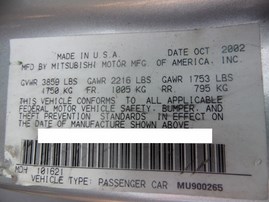 MADE IN U.S.A. DATE OCT. 2002
MFD BY MITSUBISHI MOTOR MFG. OF AMERICA, INC.
GVWR 3859 LBS GAWR 2216 LBS GAWR 1753 LBS
1750 KG FR. 1005 KG RR. 795 KG
THIS VEHICLE CONFORMS TO ALL APPLICABLE
FEDERAL MOTOR VEHICLE SAFETY, BUMPER, AND
THEFT PREVENTION STANDARDS IN EFFECT ON
THE DATE OF MANUFACTURE SHOWN ABOVE.
MDH 101621
VEHICLE TYPE: PASSENGER CAR MU900265